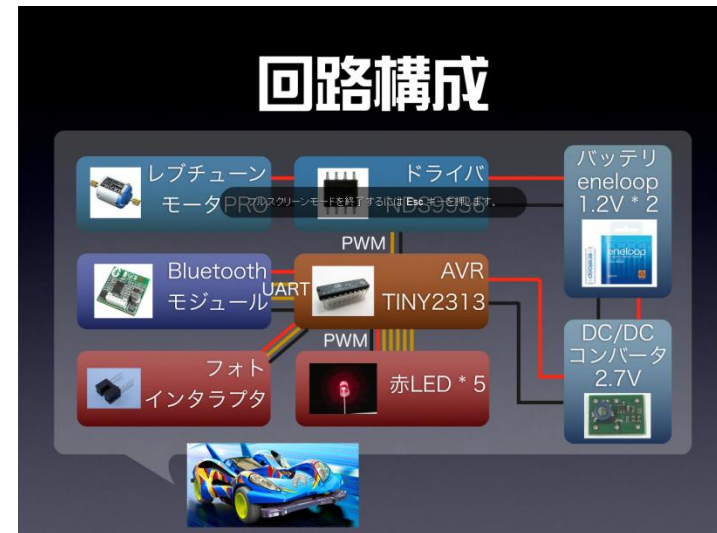 回路構成
レブチューン
モータPRO
ドライバ
フルスクリーンモードを終了するには Esc キーを押します。
バッテリ
eneloop
1.2V * 2
eneloop
PWM
Bluetooth
モジュール
UART
AVR
TINY2313
PWM
フォト
インタラプタ
赤LED * 5
DC/DC
コンバータ
2.7V